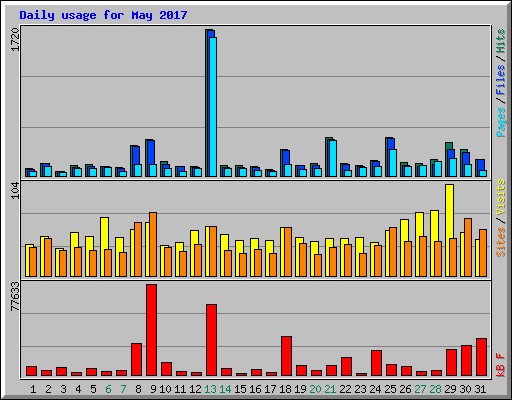 Daily usage for May 2017
1720
Pages/Files/Hits
104
Sites/Visits
77633
kB F
1 2 3 4 5 6 7 8 9 10 11 12 13 14 15 16 17 18 19 20 21 22 23 24 25 26 27 28 29 30 31